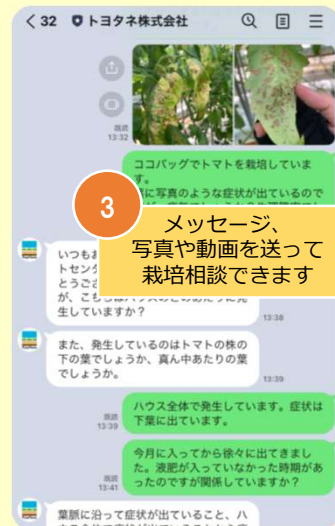 32 トヨタネ株式会社
既読
13:32
ココバッグでトマトを栽培していま
す。
に写真のような症状が出ているので
3
メッセージ、
写真や動画を送って
栽培相談できます
いつもお
トセンタ
とうござ
が、こちらはハウスのどのあたりに発
生していますか？
13:38
また、発生しているのはトマトの株の
下の葉でしょうか、真ん中あたりの葉
でしょうか。
13:39
ハウス全体で発生しています。症状は
下葉に出ています。
既読
13:39
今月に入ってから徐々に出てきまし
た。液肥が入っていなかった時期があ
ったのですが関係していますか？
既読
13:41
葉脈に沿って症状が出ていること、ハ